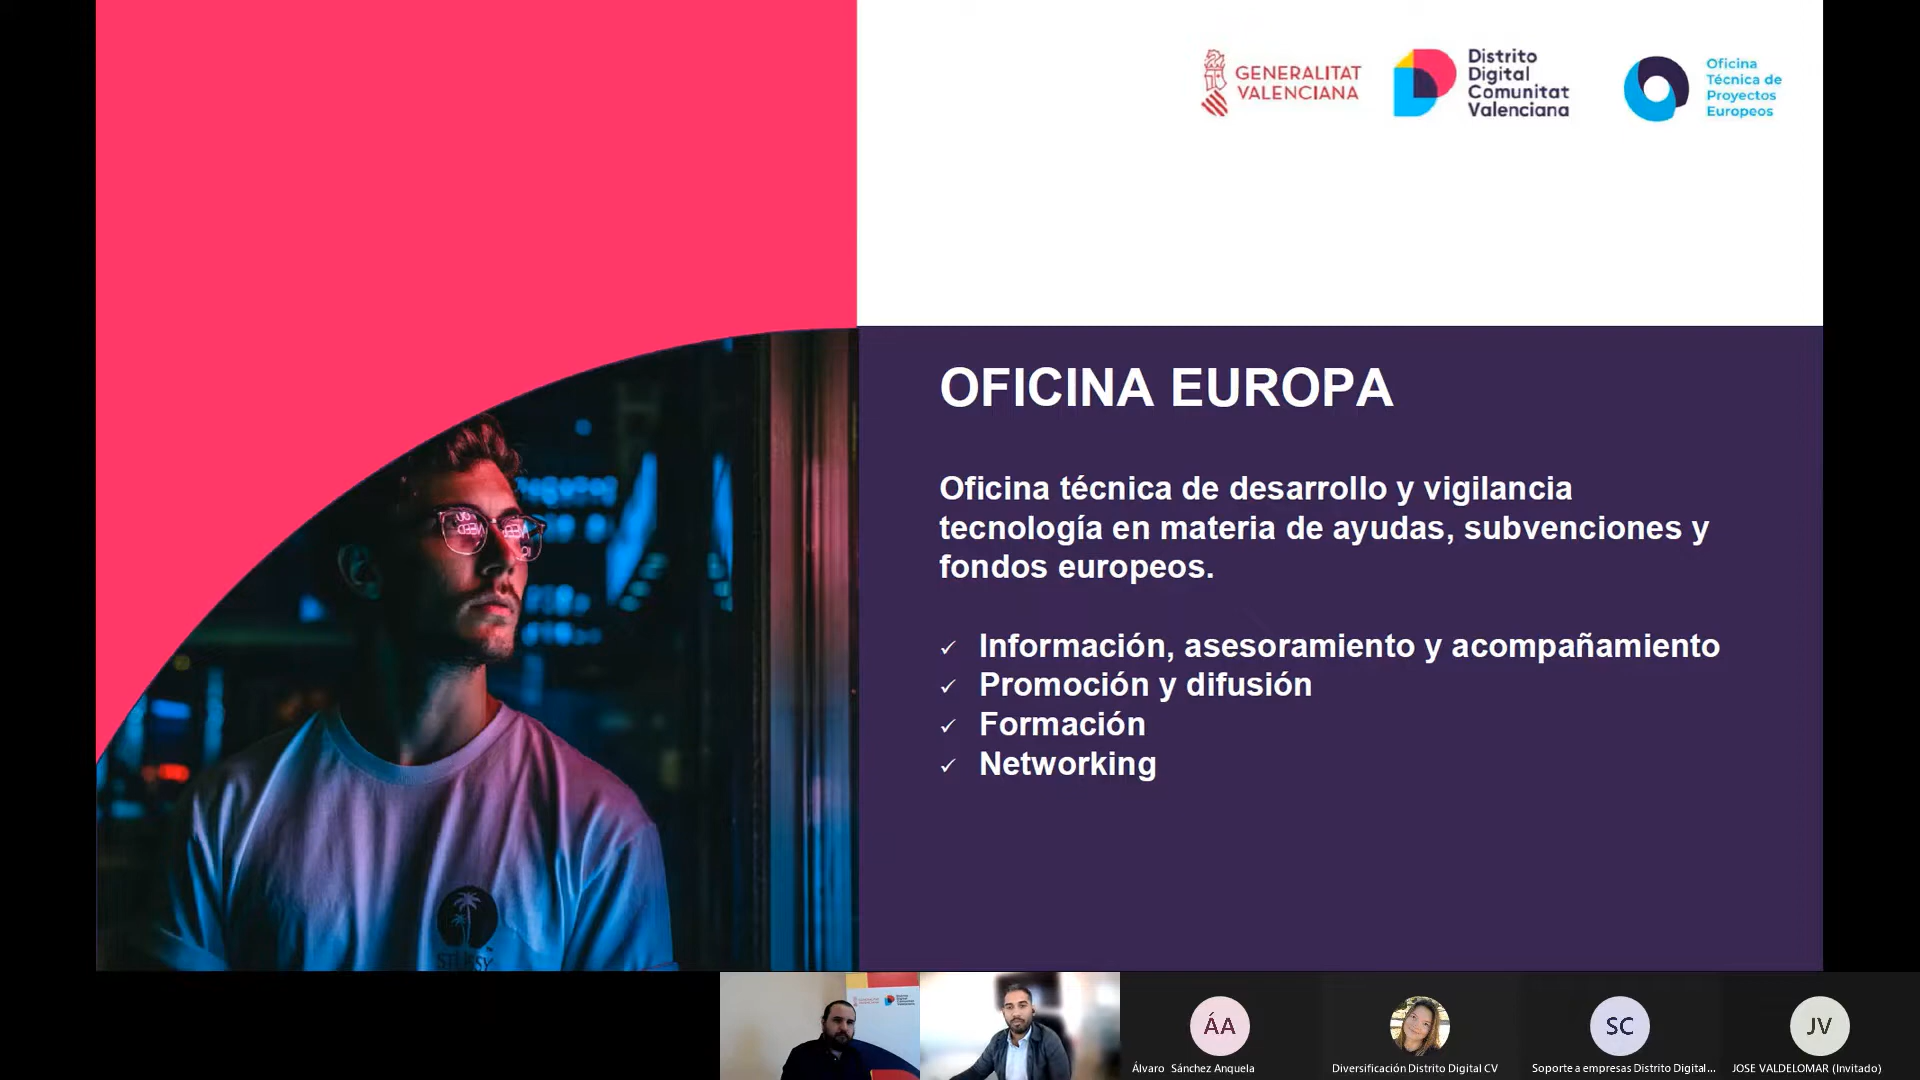 GENERALITAT
VALENCIANA
Distrito
Digital
Comunitat
Valenciana
Oficina
Técnica de
Proyectos
Europeos
OFICINA EUROPA
Oficina técnica de desarrollo y vigilancia
tecnología en materia de ayudas, subvenciones y
fondos europeos.
✓ Información, asesoramiento y acompañamiento
✓ Promoción y difusión
✓ Formación
✓ Networking
STUSSY
ÁA
SC
JV
Álvaro Sánchez Anquela
Diversificación Distrito Digital CV
Soporte a empresas Distrito Digital...
JOSE VALDELOMAR (Invitado)